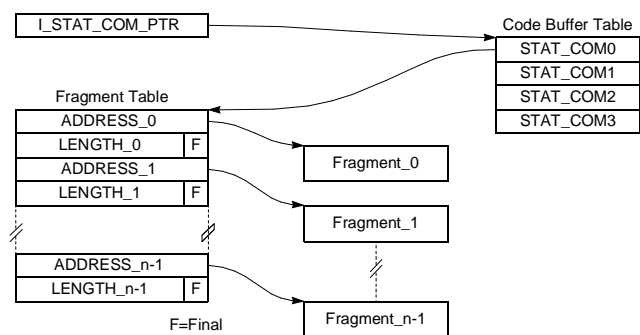 I_STAT_COM_PTR
Code Buffer Table
STAT_COM0
STAT_COM1
STAT_COM2
STAT_COM3
Fragment Table
ADDRESS_0
LENGTH_0 F
ADDRESS_1
LENGTH_1 F
ADDRESS_n-1
LENGTH_n-1 F
F=Final
Fragment_0
Fragment_1
Fragment_n-1